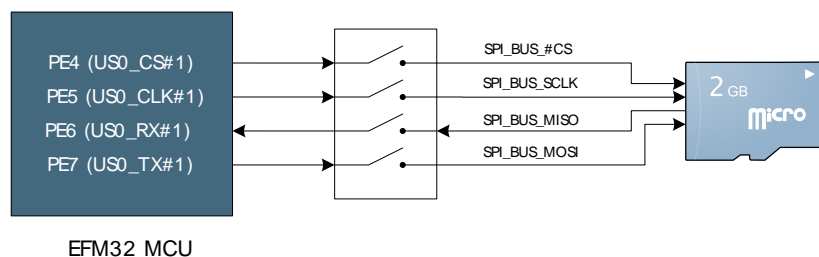 PE4 (US0_CS#1)
PE5 (US0_CLK#1)
PE6 (US0_RX#1)
PE7 (US0_TX#1)
SPI_BUS_#CS
SPI_BUS_SCLK
SPI_BUS_MISO
SPI_BUS_MOSI
2 GB
micro
EFM32 MCU